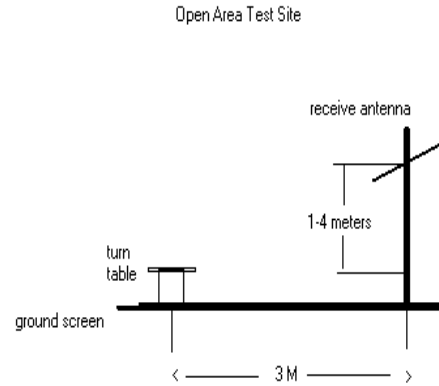 Open Area Test Site
receive antenna
1-4 meters
turn
table
ground screen
3 M